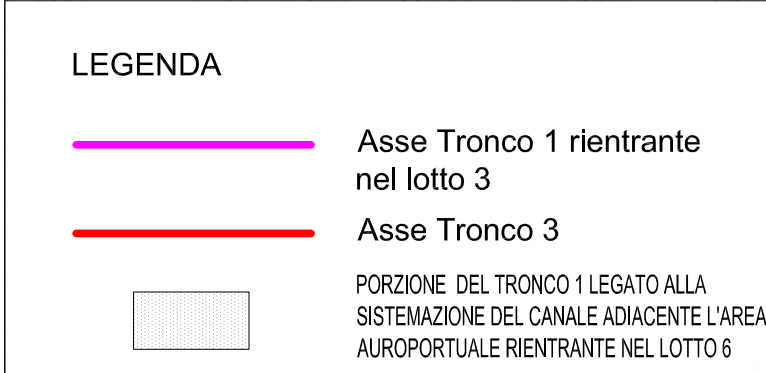 LEGENDA
Asse Tronco 1 rientrante
nel lotto 3
Asse Tronco 3
PORZIONE DEL TRONCO 1 LEGATO ALLA
SISTEMAZIONE DEL CANALE ADIACENTE L'AREA
AUROPORTUALE RIENTRANTE NEL LOTTO 6